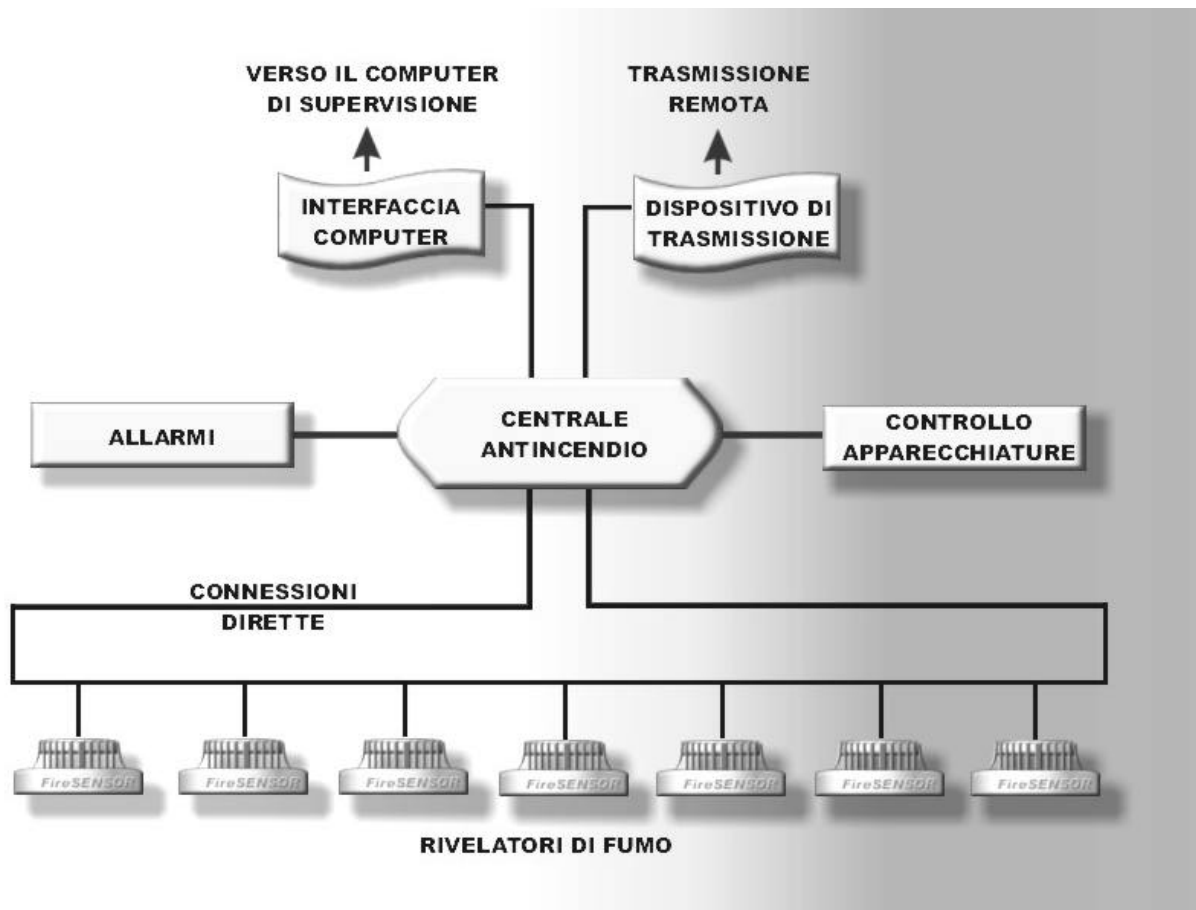 VERSO IL COMPUTER
DI SUPERVISIONE
TRASMISSIONE
REMOTA
INTERFACCIA
COMPUTER
DISPOSITIVO DI
TRASMISSIONE
ALLARMI
CENTRALE
ANTINCENDIO
CONTROLLO
APPARECCHIATURE
CONNESSIONI
DIRETTE
FireSENSOR
FireSENSOR
FireSENSOR
FireSENSOR
FireSENSOR
FireSENSOR
FireSENSOR
RIVELATORI DI FUMO